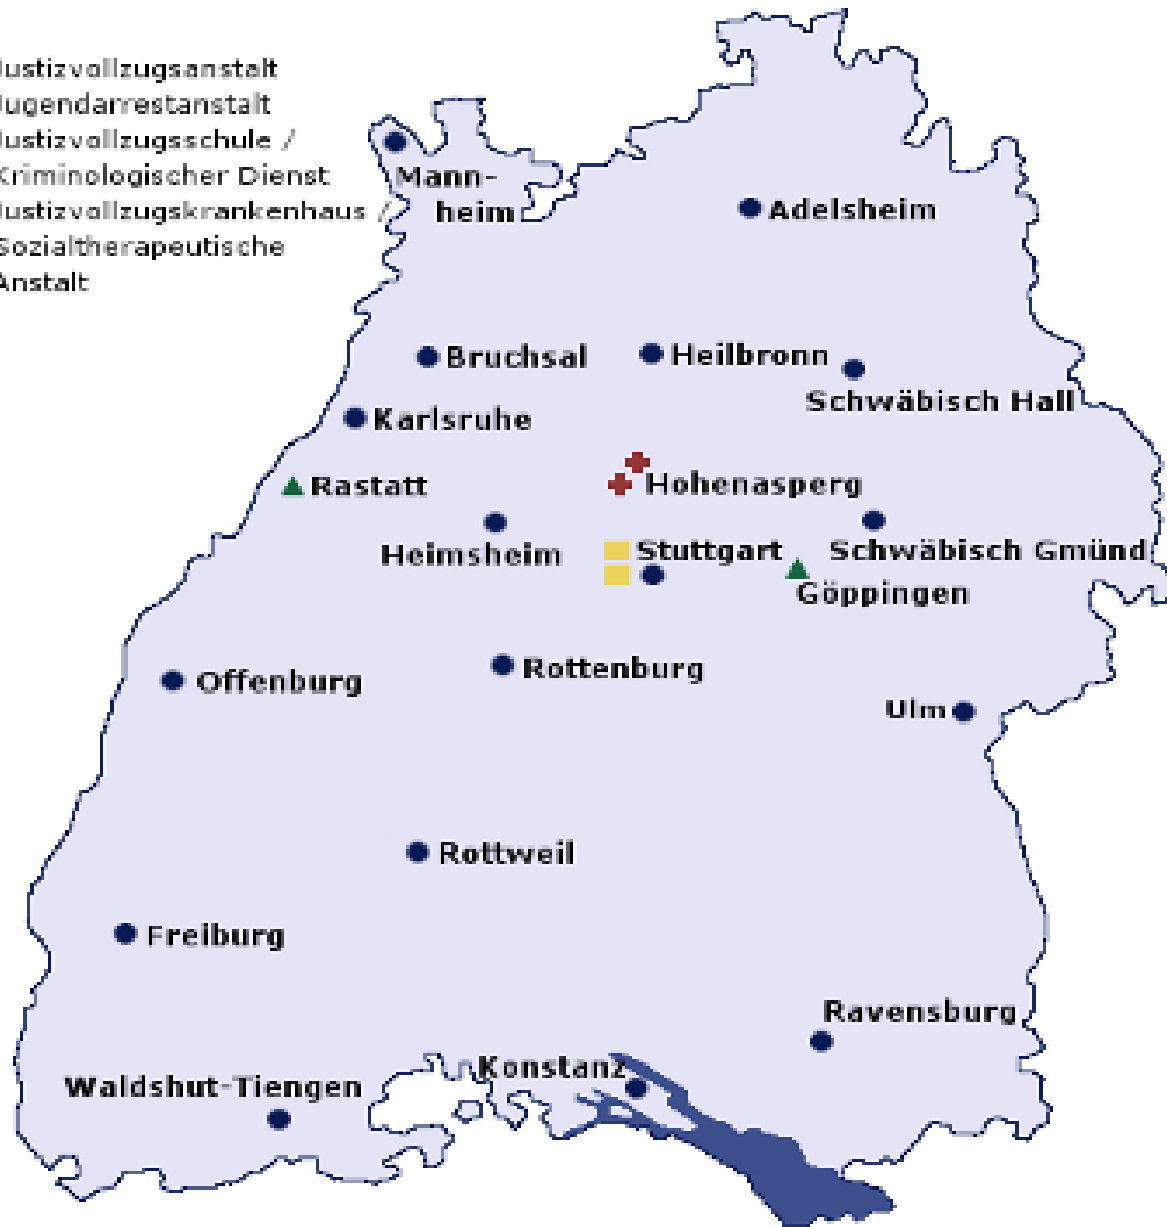 Justizvollzugsanstalt
Jugendarrestanstalt
Justizvollzugsschule /
Kriminologischer Dienst
Justizvollzugskrankenhaus /
Sozialtherapeutische
Anstalt
Mann-
heim
Adelsheim
Bruchsal
Heilbronn
Schwäbisch Hall
Karlsruhe
Rastatt
Hohenasperg
Heimsheim
Stuttgart
Schwäbisch Gmünd
Göppingen
Offenburg
Rottenburg
Ulm
Rottweil
Freiburg
Ravensburg
Konstanz
Waldshut-Tiengen